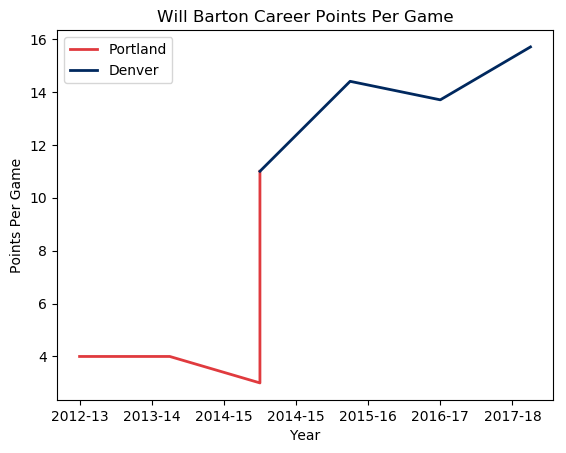 Will Barton Career Points Per Game
Portland
Denver
Points Per Game
16
14
12
10
8
6
4
2012-13 2013-14 2014-15 2014-15 2015-16 2016-17 2017-18
Year